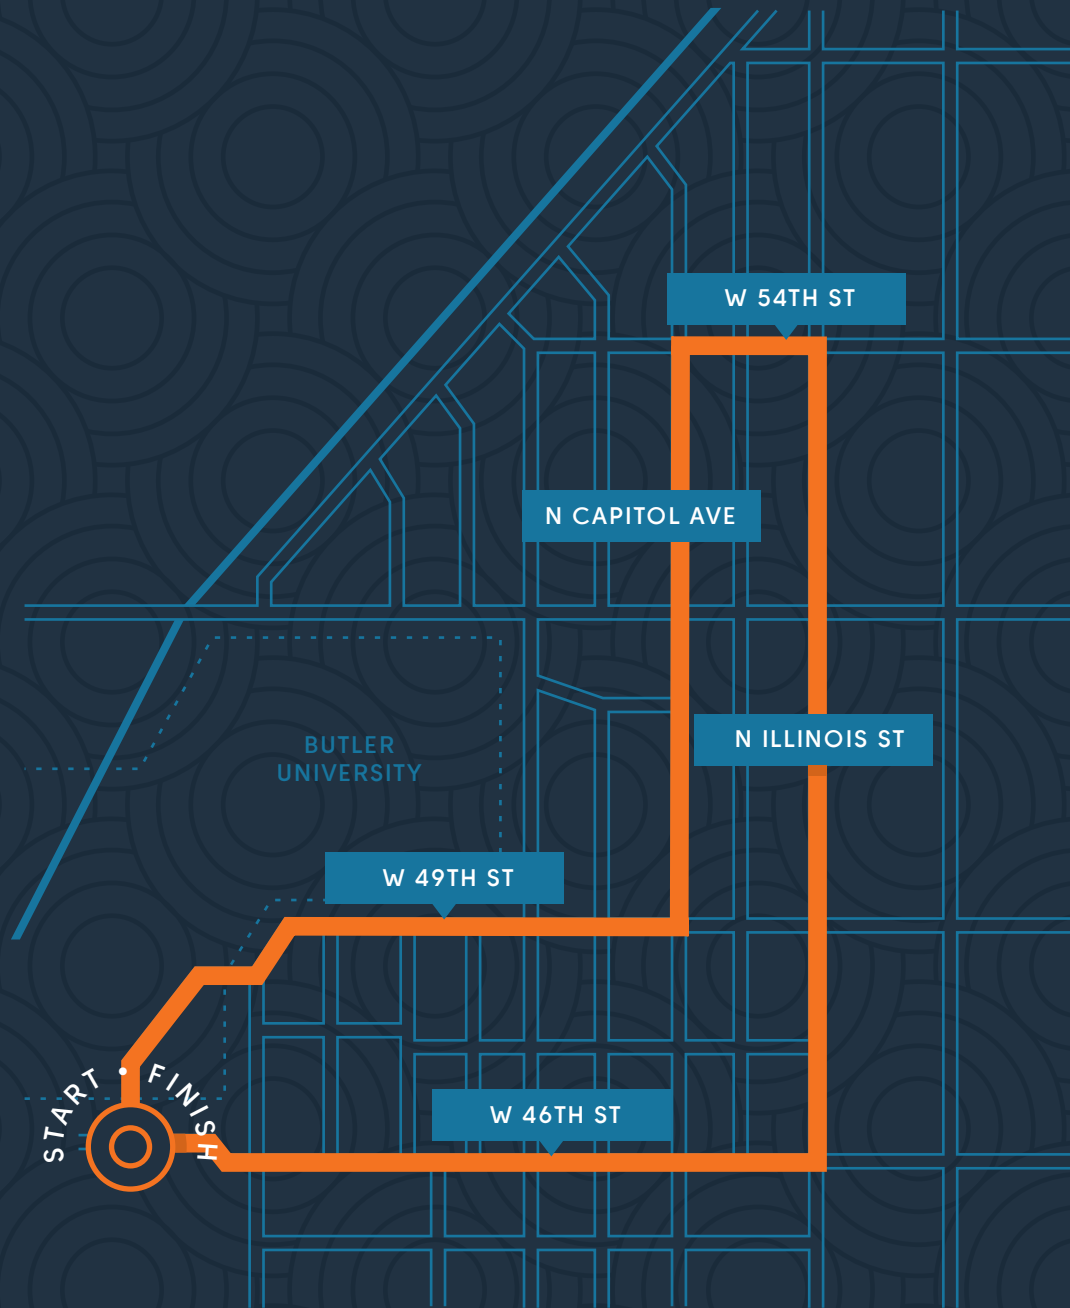 W 54TH ST
N CAPITOL AVE
N ILLINOIS ST
BUTLER
UNIVERSITY
W 49TH ST
START • FINISH
W 46TH ST